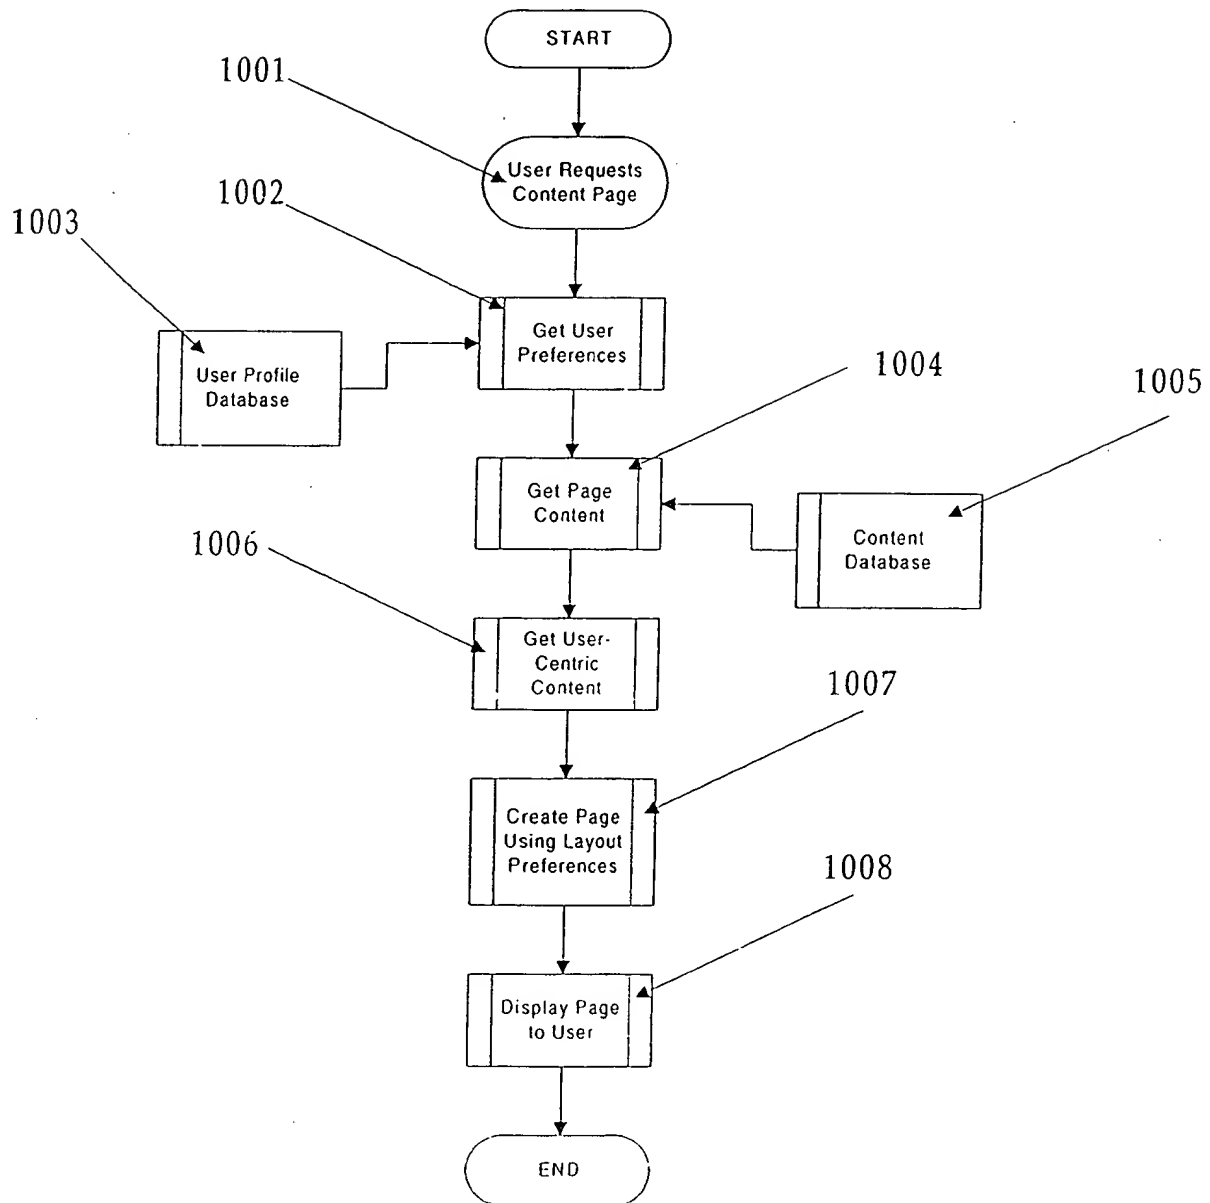 START
1001
User Requests
Content Page
1002
1003
Get User
Preferences
User Profile
Database
1004
1005
Get Page
Content
Content
Database
1006
Get User-
Centric
Content
1007
Create Page
Using Layout
Preferences
1008
Display Page
to User
END